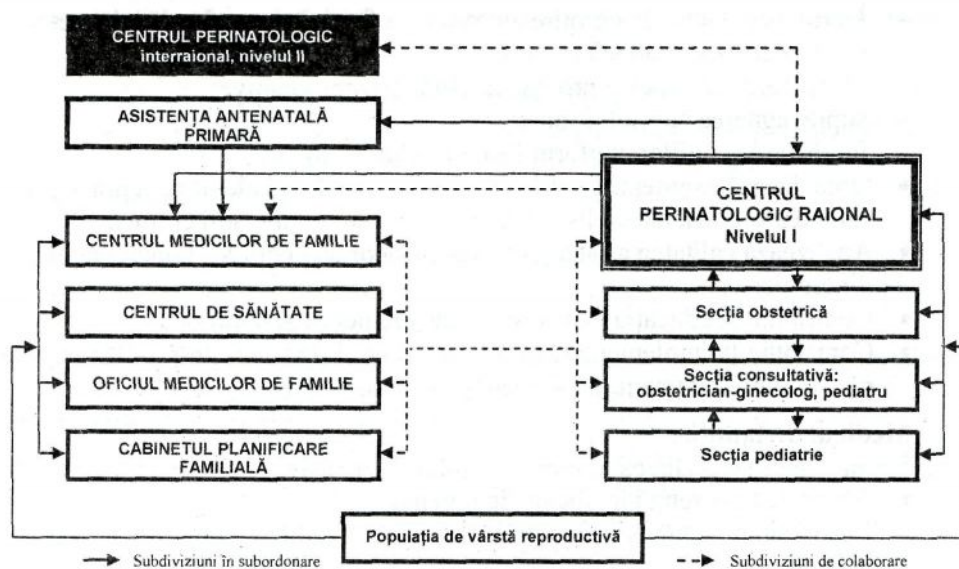 CENTRUL PERINATOLOGIC
interraional, nivelul II
ASISTENȚA ANTENATALĂ
PRIMARĂ
CENTRUL
PERINATOLOGIC RAIONAL
Nivelul I
CENTRUL MEDICILOR DE FAMILIE
CENTRUL DE SĂNĂTATE
Secția obstetrică
OFICIUL MEDICILOR DE FAMILIE
Secția consultativă:
obstetrician-ginecolog, pediatru
CABINETUL PLANIFICARE
FAMILIALĂ
Secția pediatrie
Populația de vârstă reproductivă
Subdiviziuni în subordonare
Subdiviziuni de colaborare